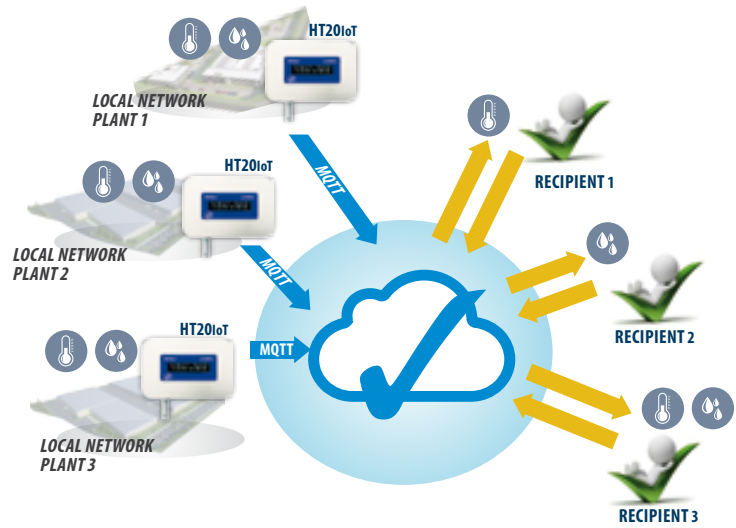 HT20IoT
LOCAL NETWORK
PLANT 1
MQTT
HT20IoT
LOCAL NETWORK
PLANT 2
MQTT
HT20IoT
LOCAL NETWORK
PLANT 3
MQTT
RECIPIENT 1
RECIPIENT 2
RECIPIENT 3